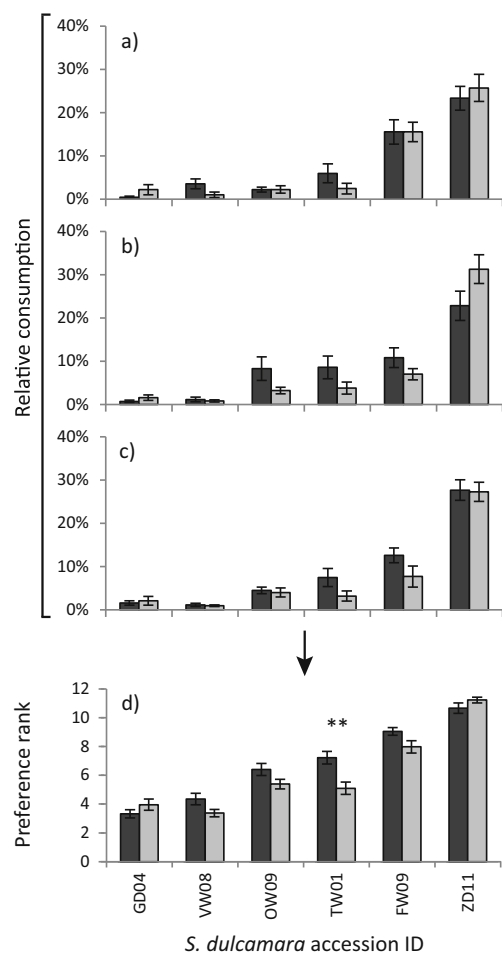 a)
40%
30%
20%
10%
0%
b)
40%
30%
20%
10%
0%
c)
40%
30%
20%
10%
0%
Relative consumption
d)
12
10
8
6
4
2
0
**
Preference rank
GD04 VW08 OW09 TW01 FW09 ZD11
S. dulcamara accession ID